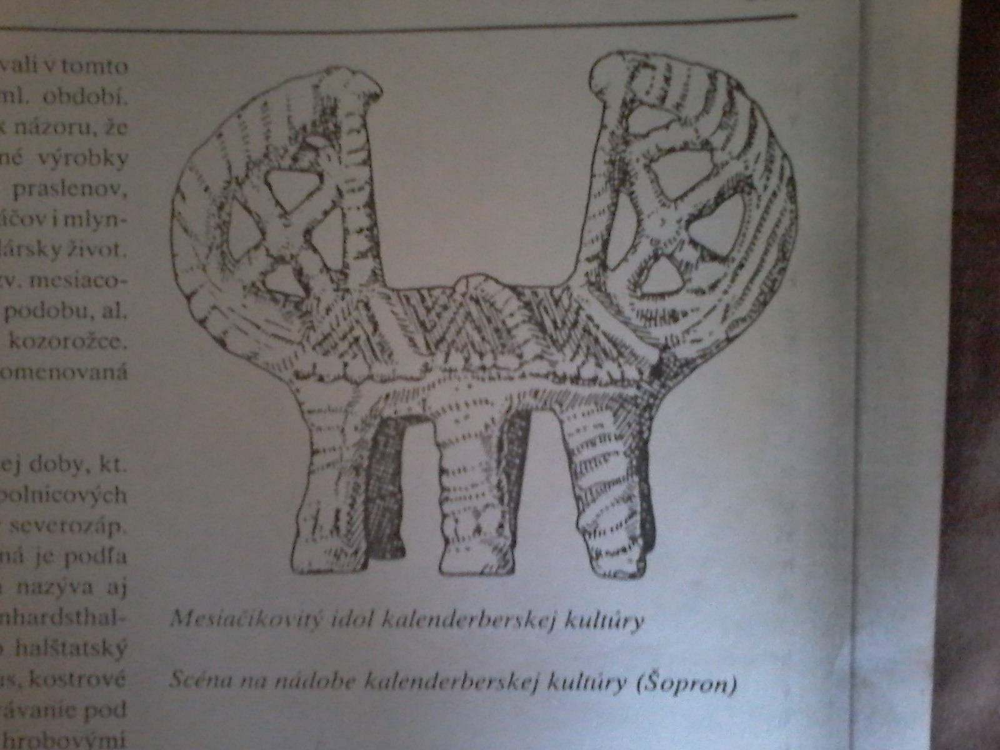 vali v tomto
ml. období.
k názoru, že
né výrobky
praslenov,
áčov i mlyn-
lársky život.
zv. mesiaco-
podobu, al.
kozorožce.
omenovaná
ej doby, kt.
polnicových
severozáp.
ná je podľa
nazýva aj
nhardsthal-
halštatský
us, kostrové
ávanie pod
hrobovými
Mesiačikovitý idol kalenderberskej kultúry
Scéna na nádobe kalenderberskej kultúry (Šopron)